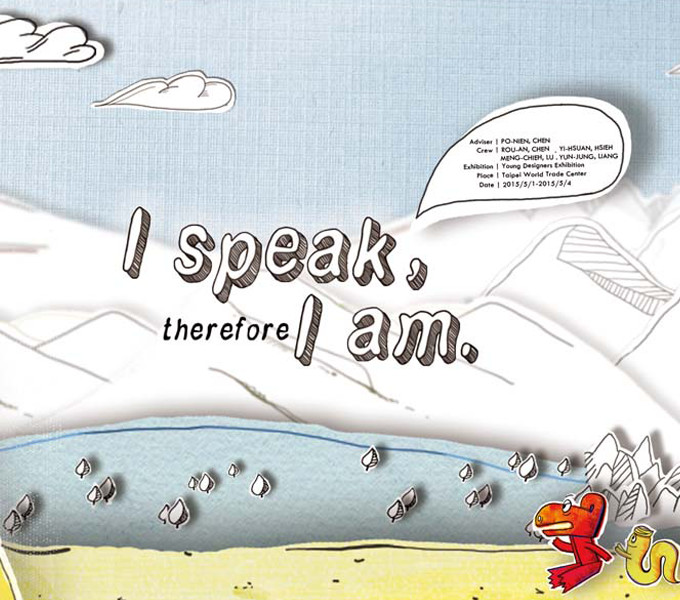 Adviser | PO-NIEN, CHEN
Crew | ROU-AN, CHEN . YI-HSUAN, HSIEH
MENG-CHIEH, LU . YUN-JUNG, LIANG
Exhibition | Young Designers Exhibition
Place | Taipei World Trade Center
Date | 2015/5/1-2015/5/4
I speak,
therefore I am.